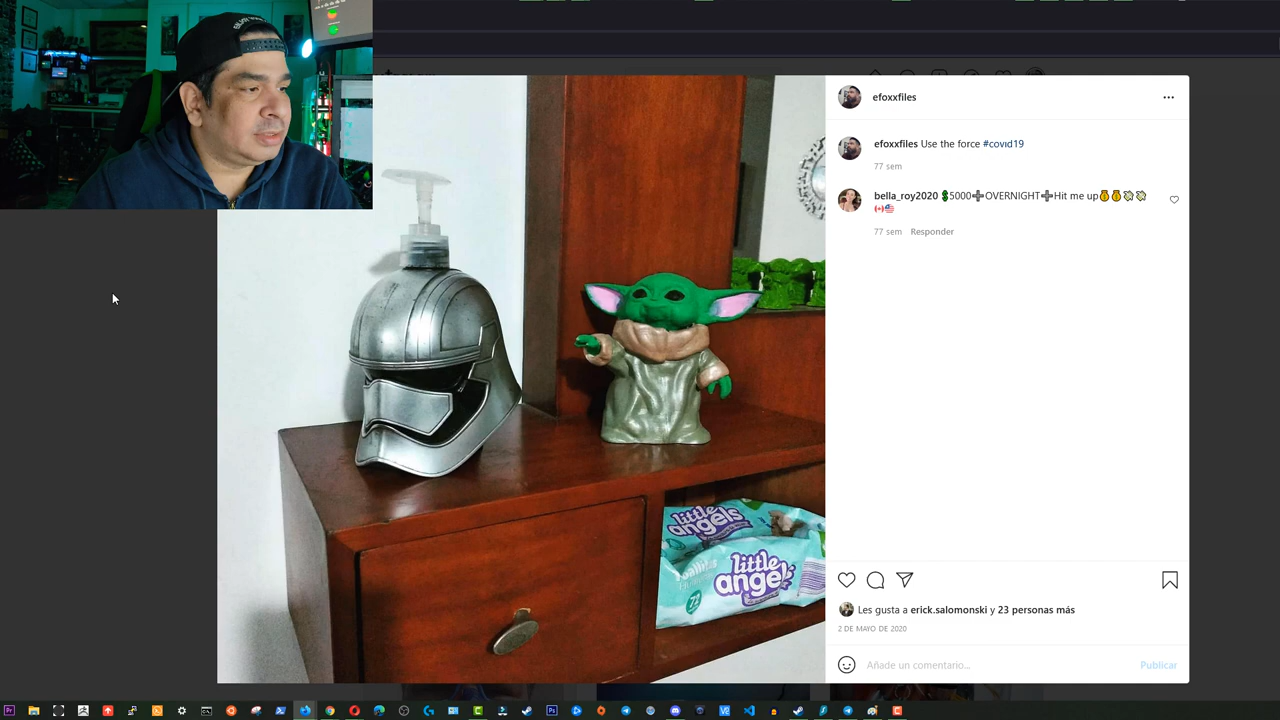 efoxxfiles
efoxxfiles Use the force #covid19
77 sem
bella_roy2020 💲5000➕OVERNIGHT➕Hit me up💰💰💸💸
🇨🇦🇺🇸
77 sem Responder
little
angels
little
angels
72
Les gusta a erick.salomonski y 23 personas más
2 DE MAYO DE 2020
Añade un comentario... Publicar